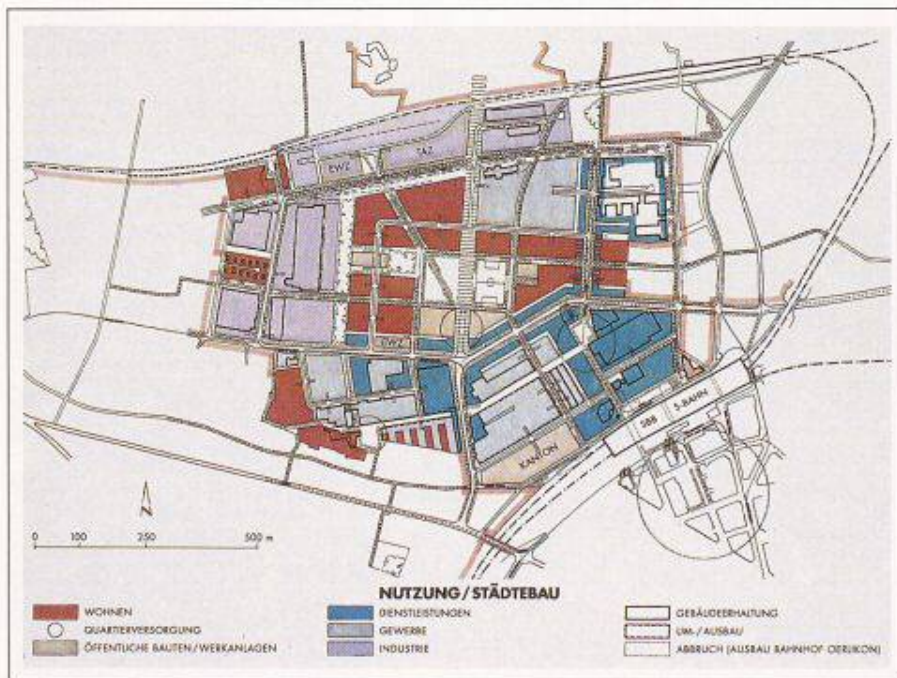 EWZ
TAZ
EWZ
KANTON
SBB S-BAHN
0 100 250 500 m
NUTZUNG/STÄDTEBAU
WOHNEN
QUARTIERVERSORGUNG
ÖFFENTLICHE BAUTEN/WERKANLAGEN
DIENSTLEISTUNGEN
GEWERBE
INDUSTRIE
GEBÄUDEERHALTUNG
UM-/AUSBAU
ABBRUCH (AUSBAU BAHNHOF OERLIKON)